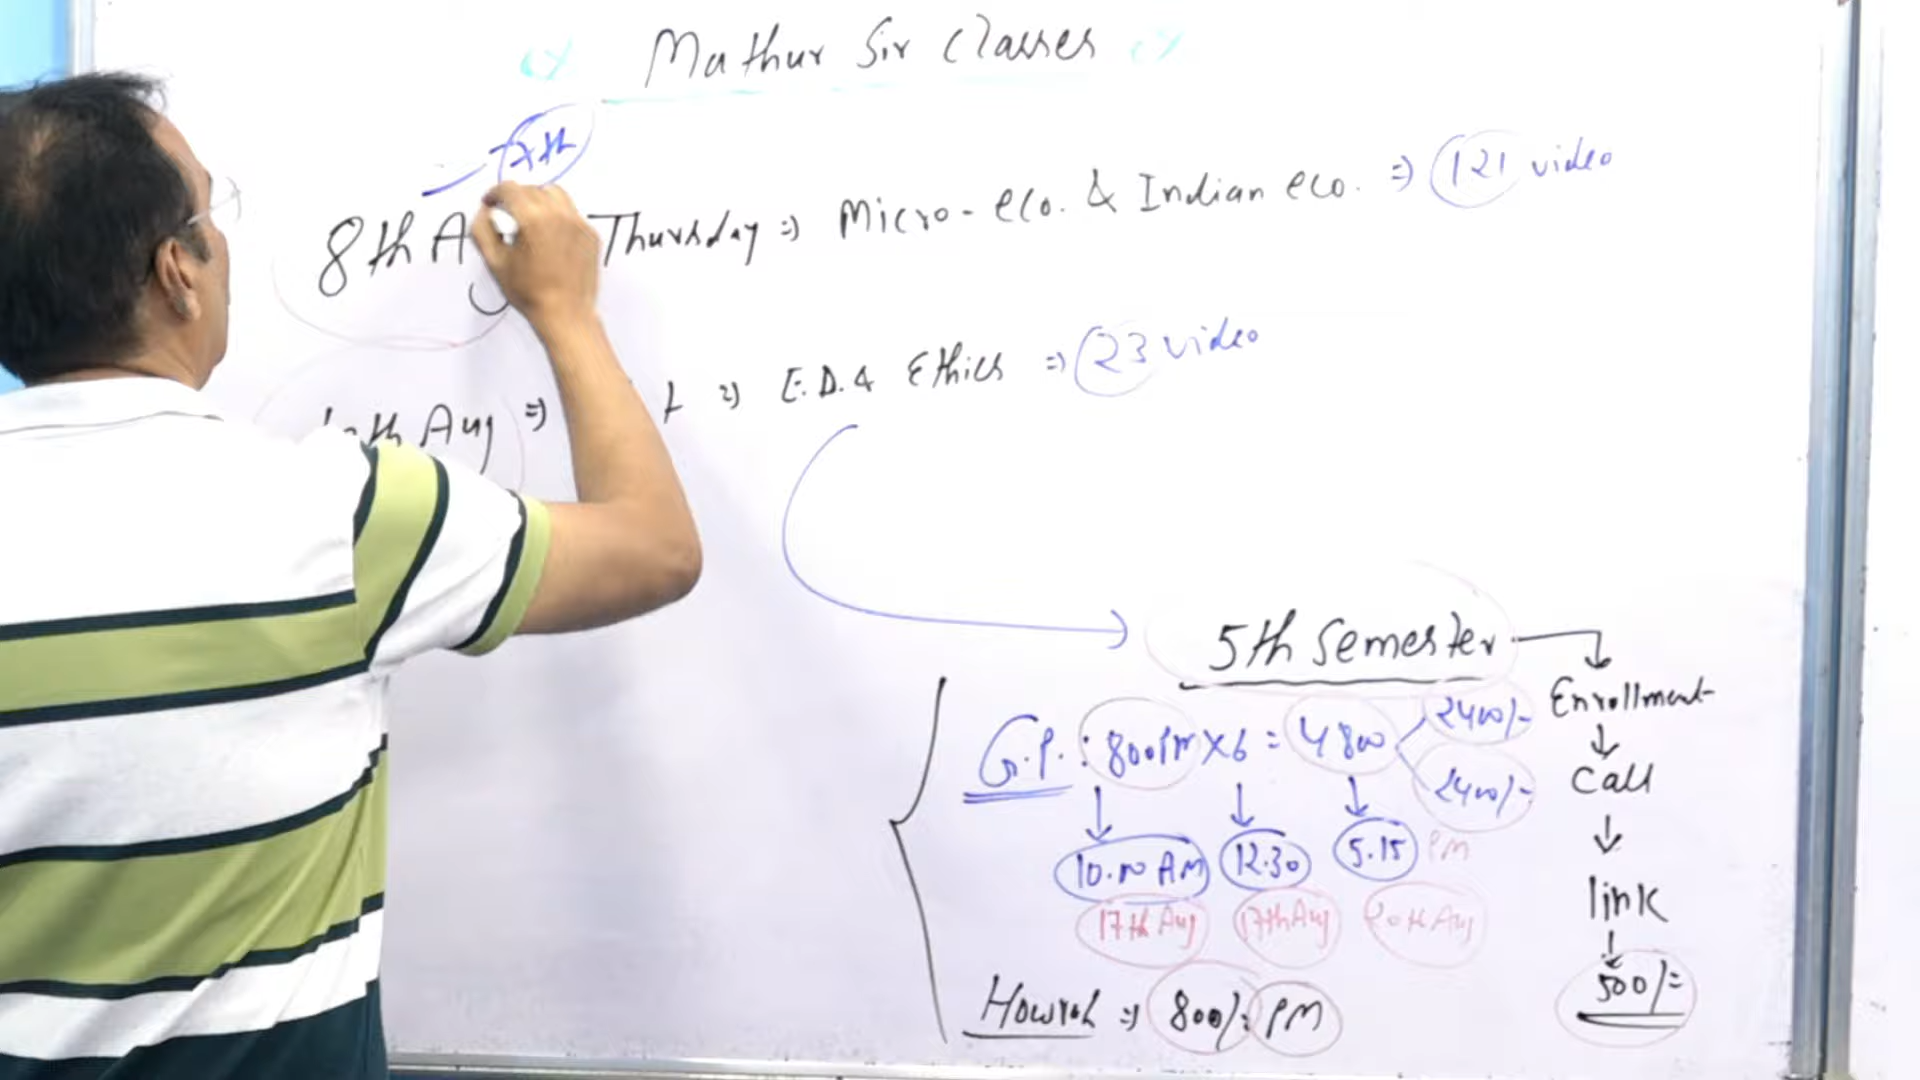 Mathur Sir Classes
7th
8th Aug Thursday => Micro-eco. & Indian eco. => 121 video
Aug => => E.D. & Ethics => 23 video
5th Semester
Enrollment
Call
link
500/=
G.P. : 800PM X 6 = 4800
2400/-
2400/-
10.00 AM 12.30 5.15 PM
17th Aug 17th Aug 20th Aug
Howrah => 800/- PM